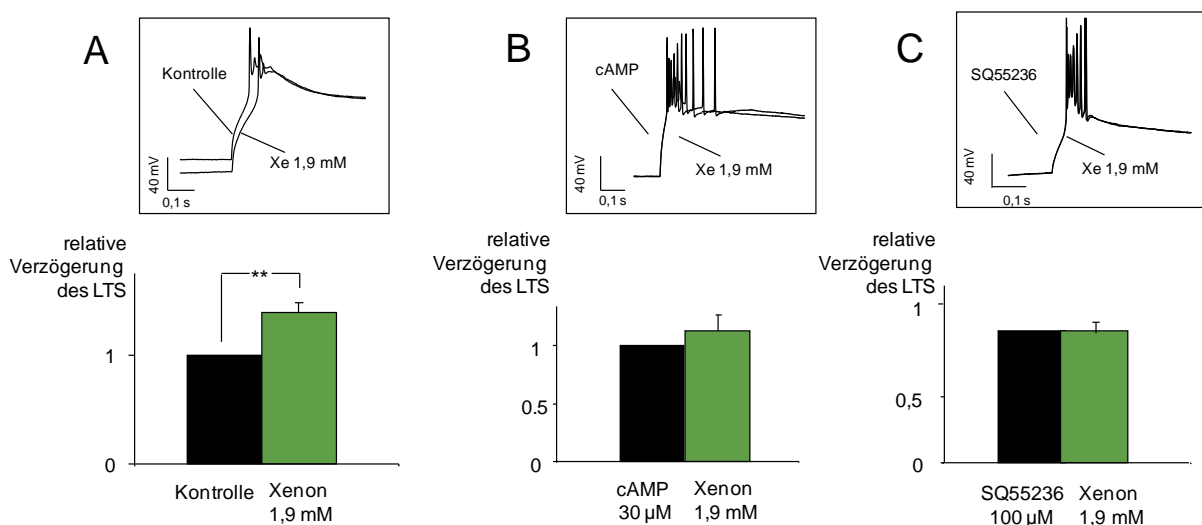 A
Kontrolle
Xe 1,9 mM
40 mV
0,1 s
relative
Verzögerung
des LTS
**
1
0
Kontrolle
Xenon
1,9 mM
B
cAMP
Xe 1,9 mM
40 mV
0,1 s
relative
Verzögerung
des LTS
1
0.5
0
cAMP
30 µM
Xenon
1,9 mM
C
SQ55236
Xe 1,9 mM
40 mV
0,1 s
relative
Verzögerung
des LTS
1
0,5
0
SQ55236
100 µM
Xenon
1,9 mM